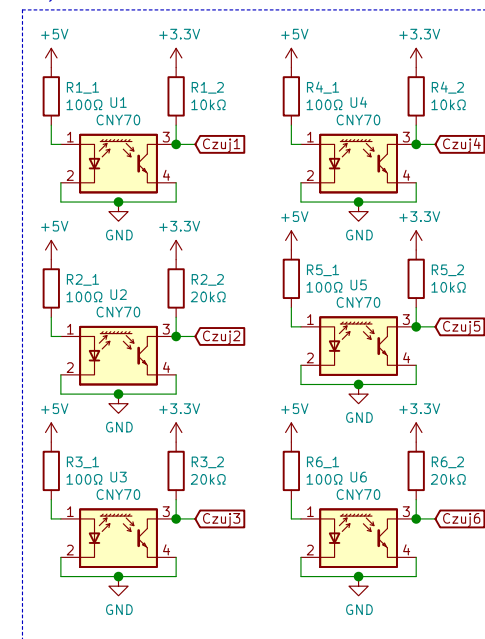 +5V
+3.3V
R1_1
100Ω
U1
CNY70
R1_2
10kΩ
1
2
3
4
Czuj1
GND
+5V
+3.3V
R4_1
100Ω
U4
CNY70
R4_2
10kΩ
1
2
3
4
Czuj4
GND
+5V
+3.3V
R2_1
100Ω
U2
CNY70
R2_2
20kΩ
1
2
3
4
Czuj2
GND
+5V
+3.3V
R5_1
100Ω
U5
CNY70
R5_2
10kΩ
1
2
3
4
Czuj5
GND
+5V
+3.3V
R3_1
100Ω
U3
CNY70
R3_2
20kΩ
1
2
3
4
Czuj3
GND
+5V
+3.3V
R6_1
100Ω
U6
CNY70
R6_2
20kΩ
1
2
3
4
Czuj6
GND